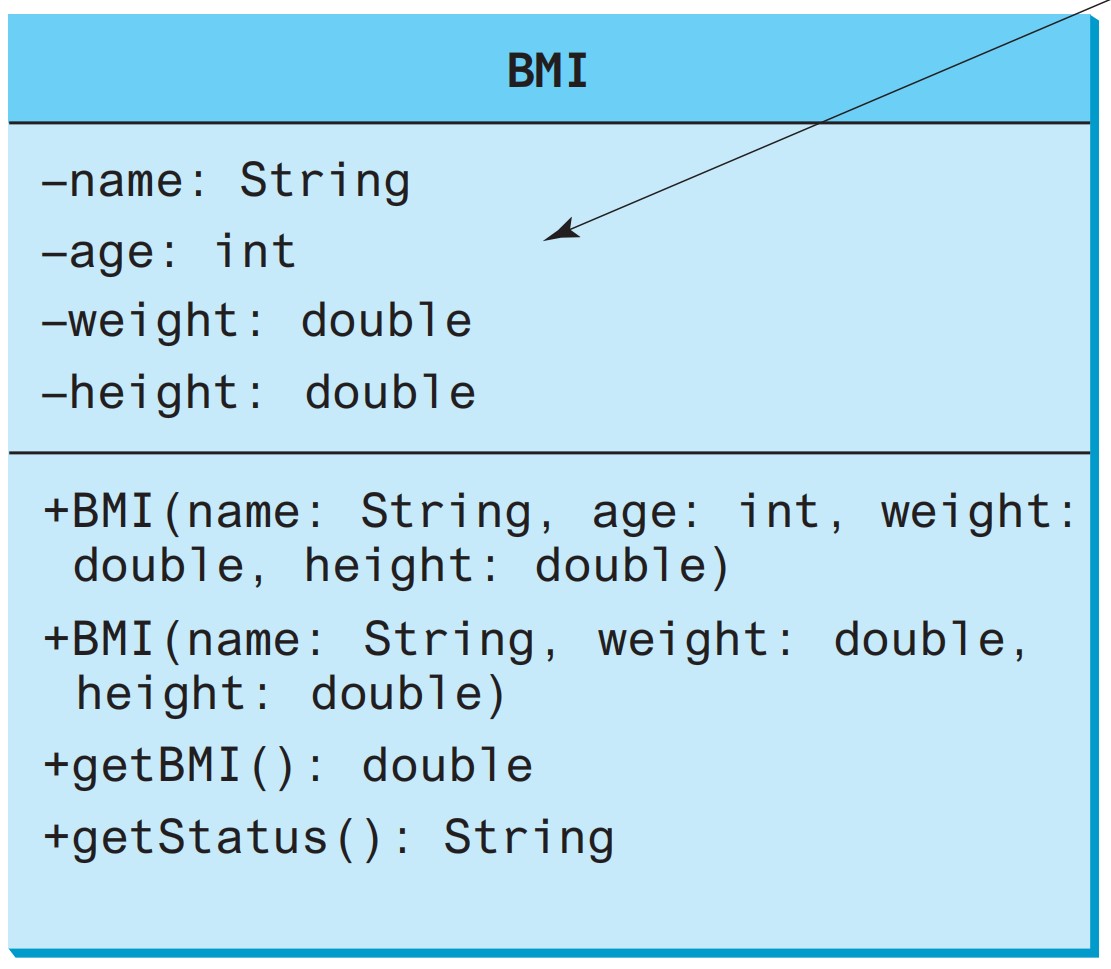 BMI
–name: String
–age: int
–weight: double
–height: double
+BMI(name: String, age: int, weight:
double, height: double)
+BMI(name: String, weight: double,
height: double)
+getBMI(): double
+getStatus(): String